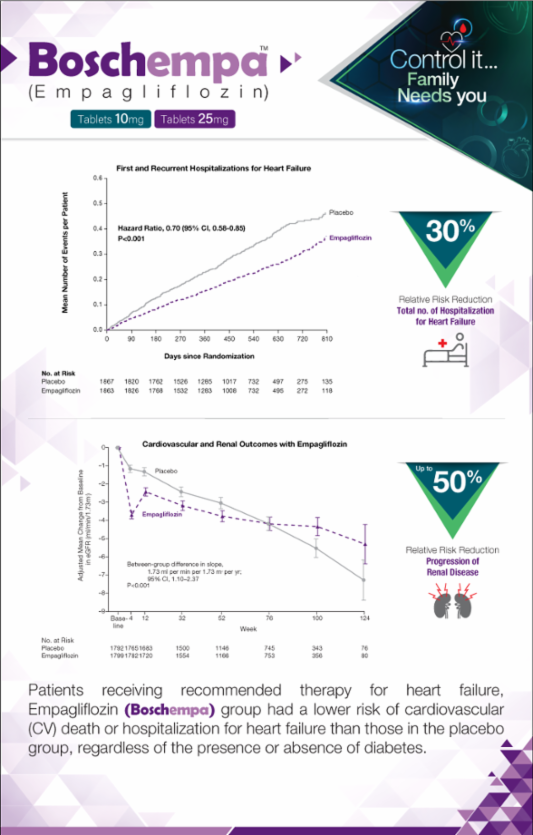 Boschempa™
(Empagliflozin)
Tablets 10mg Tablets 25mg
Control it...
Family
Needs you
First and Recurrent Hospitalizations for Heart Failure
Mean Number of Events per Patient
0.6
0.5
0.4
0.3
0.2
0.1
0.0
Hazard Ratio, 0.70 (95% CI, 0.58-0.85)
P<0.001
Placebo
Empagliflozin
0 90 180 270 360 450 540 630 720 810
Days since Randomization
No. at Risk
Placebo 1867 1820 1762 1526 1285 1017 732 497 275 135
Empagliflozin 1863 1826 1768 1532 1283 1008 732 495 272 118
30%
Relative Risk Reduction
Total no. of Hospitalization
for Heart Failure
Cardiovascular and Renal Outcomes with Empagliflozin
Adjusted Mean Change from Baseline
in eGFR (ml/min/1.73m)
0
-1
-2
-3
-4
-5
-6
-7
-8
-9
Placebo
Empagliflozin
Between-group difference in slope,
1.73 ml per min per 1.73 m per yr;
95% CI, 1.10–2.37
P<0.001
Base-
line
4 12 32 52 76 100 124
Week
No. at Risk
Placebo 1792 1765 1683 1500 1146 745 343 76
Empagliflozin 1799 1782 1720 1554 1166 753 356 80
Up to
50%
Relative Risk Reduction
Progression of
Renal Disease
Patients receiving recommended therapy for heart failure,
Empagliflozin (Boschempa) group had a lower risk of cardiovascular
(CV) death or hospitalization for heart failure than those in the placebo
group, regardless of the presence or absence of diabetes.